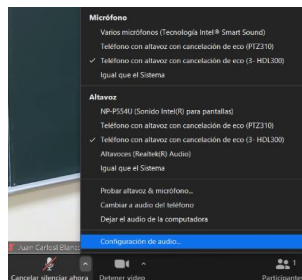 Micrófono
Varios micrófonos (Tecnología Intel® Smart Sound)
Teléfono con altavoz con cancelación de eco (PTZ310)
✓ Teléfono con altavoz con cancelación de eco (3- HDL300)
Igual que el Sistema
Altavoz
NP-P554U (Sonido Intel(R) para pantallas)
Teléfono con altavoz con cancelación de eco (PTZ310)
✓ Teléfono con altavoz con cancelación de eco (3- HDL300)
Altavoces (Realtek(R) Audio)
Igual que el Sistema
Probar altavoz & micrófono...
Cambiar a audio del teléfono
Dejar el audio de la computadora
Configuración de audio...
Juan Carlos
1
Cancelar silenciar ahora
Detener video
Participante